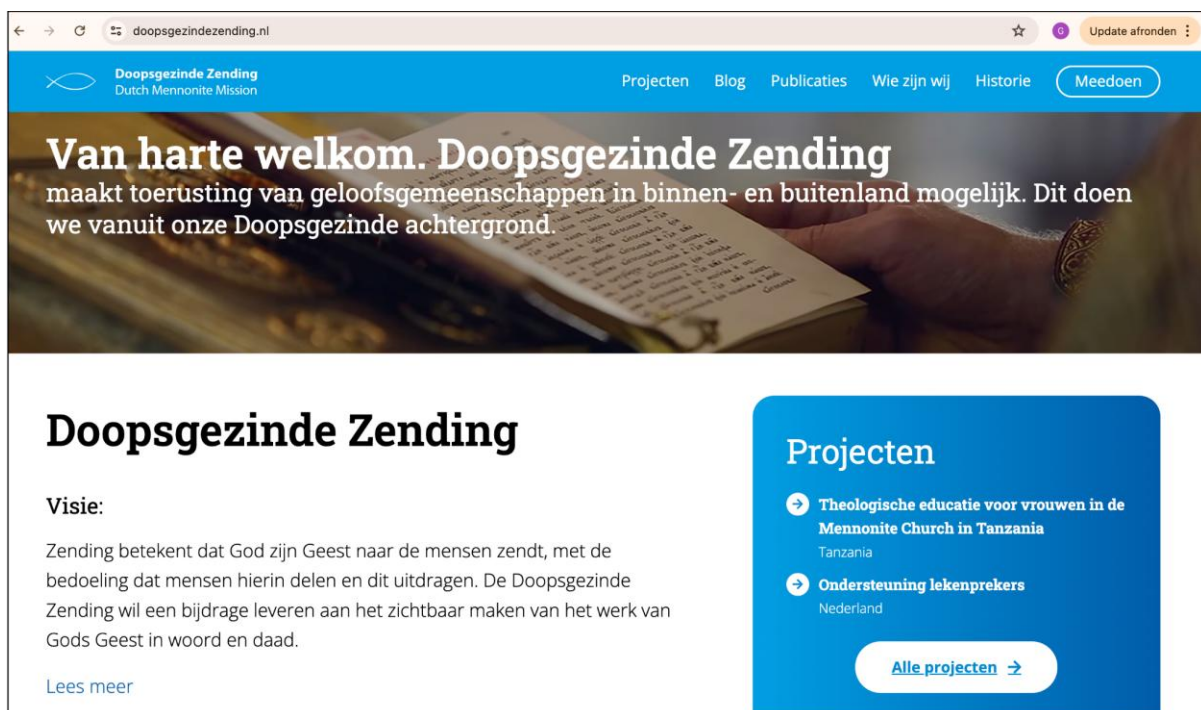 doopsgezindezending.nl
G
Update afronden
Doopsgezinde Zending
Dutch Mennonite Mission
Projecten Blog Publicaties Wie zijn wij Historie Meedoen
Van harte welkom. Doopsgezinde Zending
maakt toerusting van geloofsgemeenschappen in binnen- en buitenland mogelijk. Dit doen
we vanuit onze Doopsgezinde achtergrond.
Doopsgezinde Zending
Visie:
Zending betekent dat God zijn Geest naar de mensen zendt, met de
bedoeling dat mensen hierin delen en dit uitdragen. De Doopsgezinde
Zending wil een bijdrage leveren aan het zichtbaar maken van het werk van
Gods Geest in woord en daad.
Lees meer
Projecten
Theologische educatie voor vrouwen in de
Mennonite Church in Tanzania
Tanzania
Ondersteuning lekenprekers
Nederland
Alle projecten